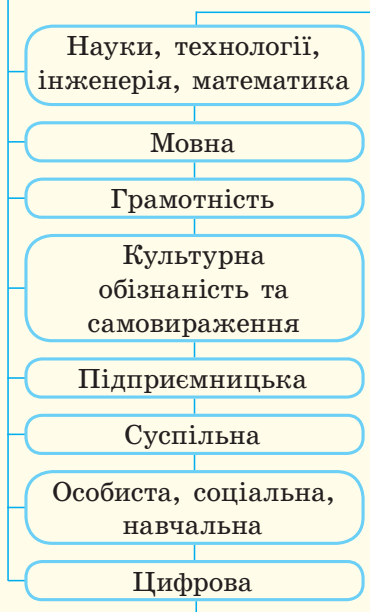 Науки, технології,
інженерія, математика
Мовна
Грамотність
Культурна
обізнаність та
самовираження
Підприємницька
Суспільна
Особиста, соціальна,
навчальна
Цифрова